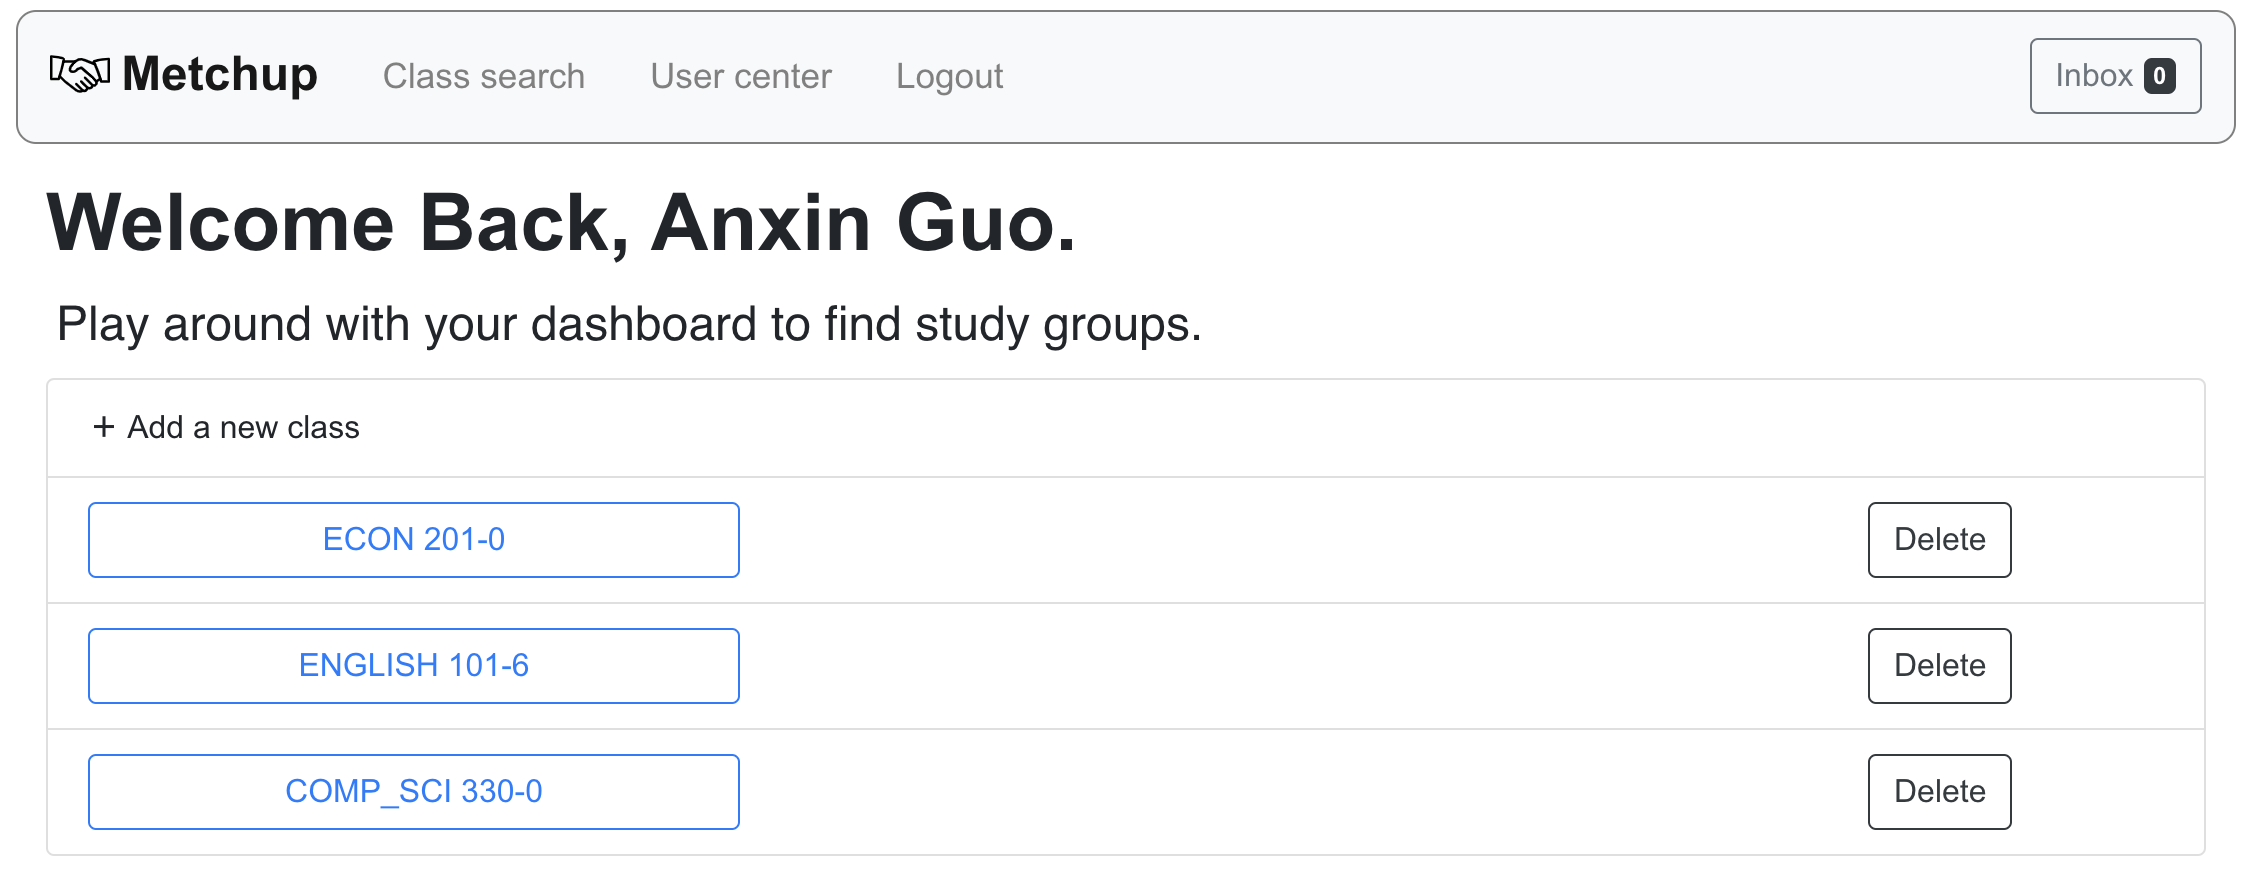 Metchup Class search User center Logout Inbox 0
Welcome Back, Anxin Guo.
Play around with your dashboard to find study groups.
+ Add a new class
ECON 201-0 Delete
ENGLISH 101-6 Delete
COMP_SCI 330-0 Delete